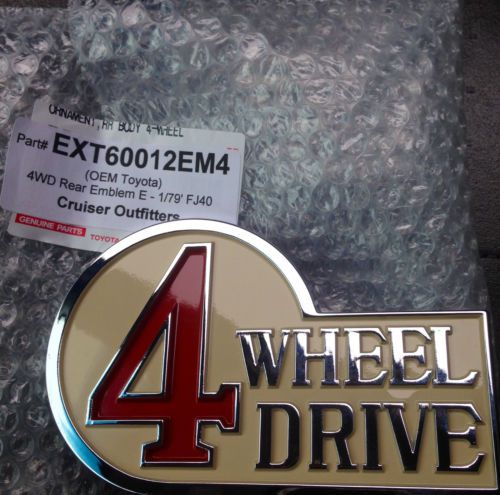 ORNAMENT,RR BODY 4-WHEEL
Part# EXT60012EM4
(OEM Toyota)
4WD Rear Emblem E - 1/79' FJ40
Cruiser Outfitters
GENUINE PARTS TOYOTA
4 WHEEL
DRIVE